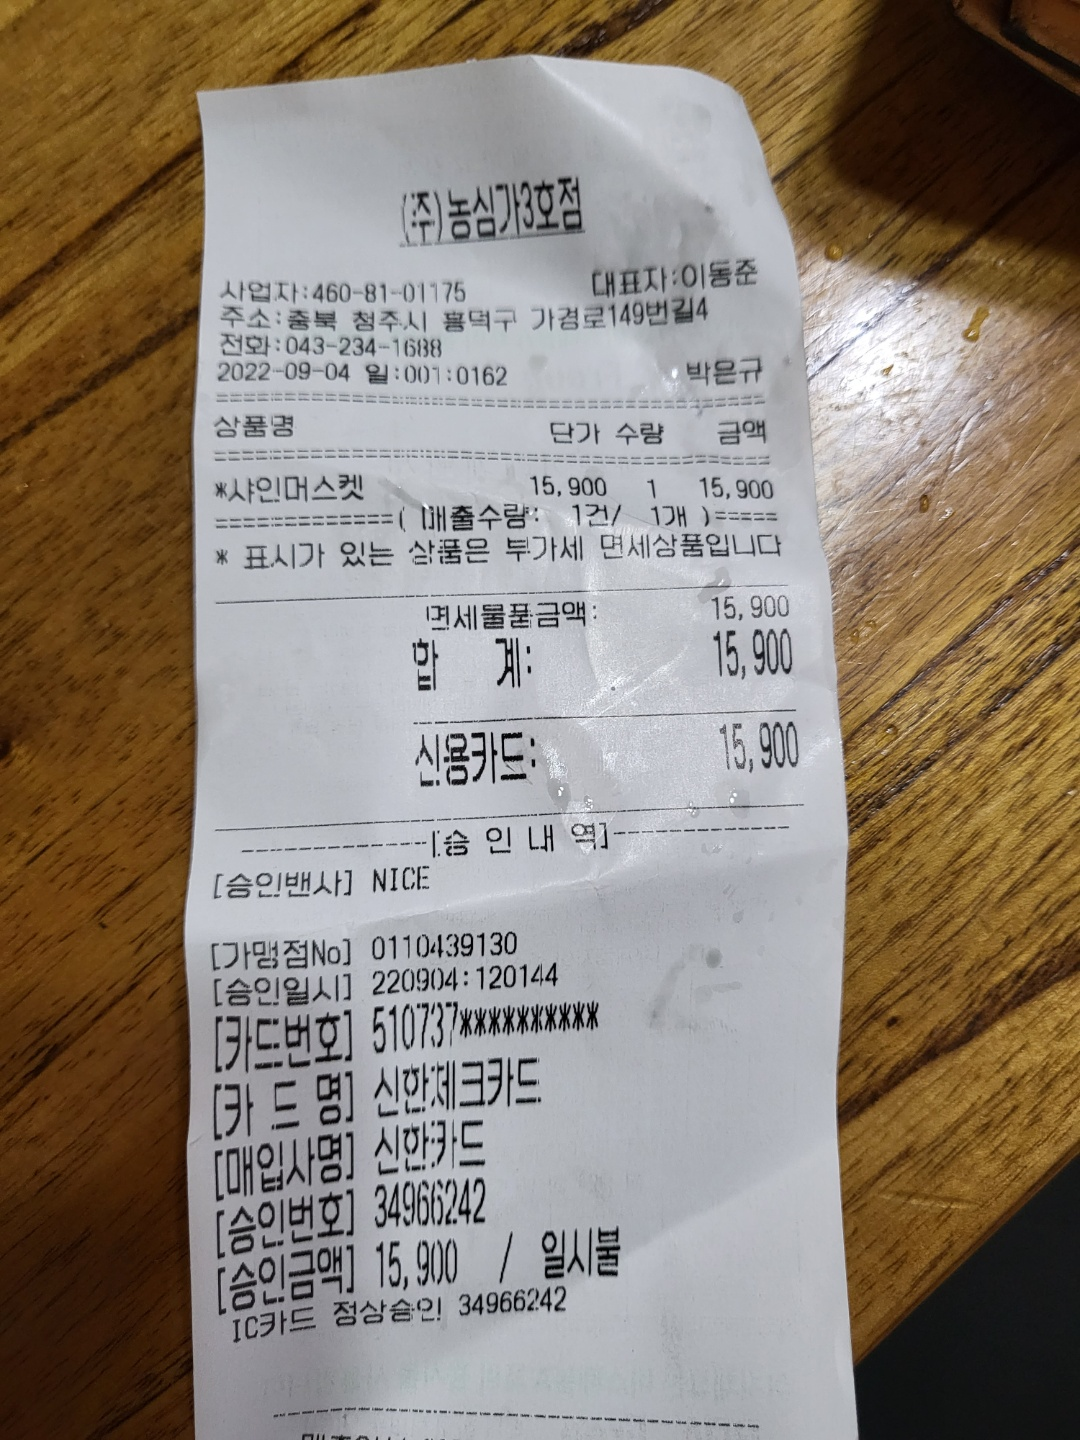 (주)농심가3호점
사업자:460-81-01175 대표자:이동준
주소:충북 청주시 흥덕구 가경로149번길4
전화:043-234-1688
2022-09-04 일:001:0162 박은규
상품명 단가 수량 금액
*샤인머스켓 15,900 1 15,900
=============( 매출수량: 1건/ 1개 )=====
* 표시가 있는 상품은 부가세 면세상품입니다
면세물품금액: 15,900
합 계: 15,900
신용카드: 15,900
--------------[승 인 내 역]--------------
[승인밴사] NICE
[가맹점No] 0110439130
[승인일시] 220904:120144
[카드번호] 510737**********
[카 드 명] 신한체크카드
[매입사명] 신한카드
[승인번호] 34966242
[승인금액] 15,900 / 일시불
IC카드 정상승인 34966242